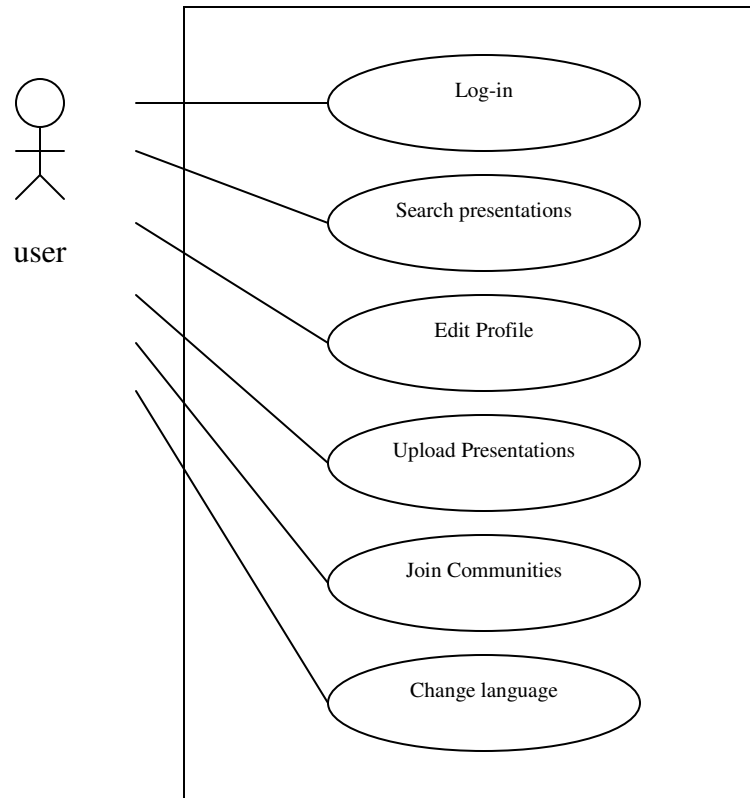 Log-in
Search presentations
user
Edit Profile
Upload Presentations
Join Communities
Change language